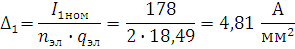 Δ₁ = I₁ном / (nэл · qэл) = 178 / (2 · 18,49) = 4,81 А/мм²